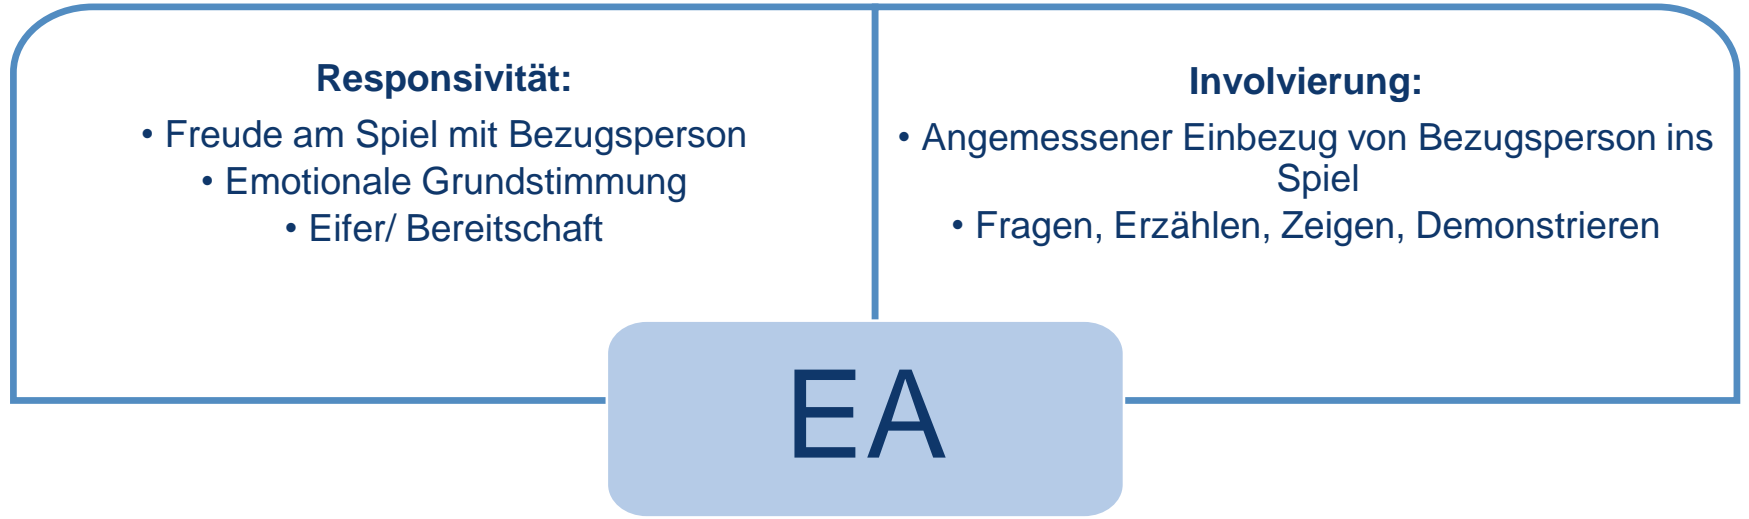 Responsivität:
• Freude am Spiel mit Bezugsperson
• Emotionale Grundstimmung
• Eifer/ Bereitschaft
Involvierung:
• Angemessener Einbezug von Bezugsperson ins
Spiel
• Fragen, Erzählen, Zeigen, Demonstrieren
EA